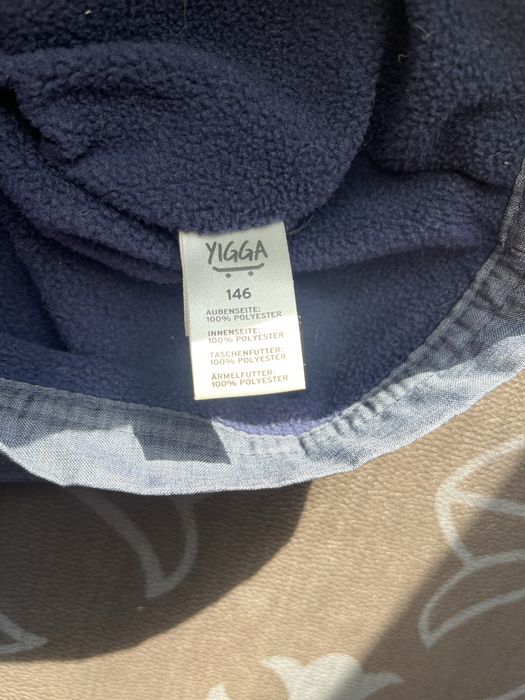 YIGGA
146
AUßENSEITE:
100% POLYESTER
INNENSEITE:
100% POLYESTER
TASCHENFUTTER:
100% POLYESTER
ÄRMELFUTTER:
100% POLYESTER